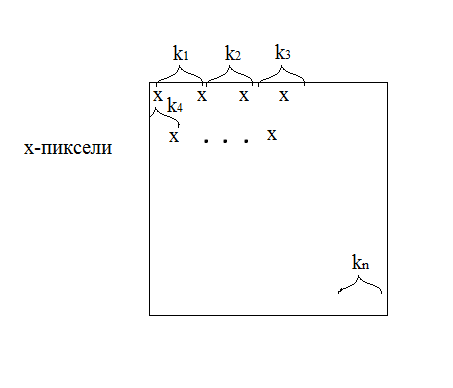 k1 k2 k3
x x x x
k4
x . . . x
x-пиксели
kn